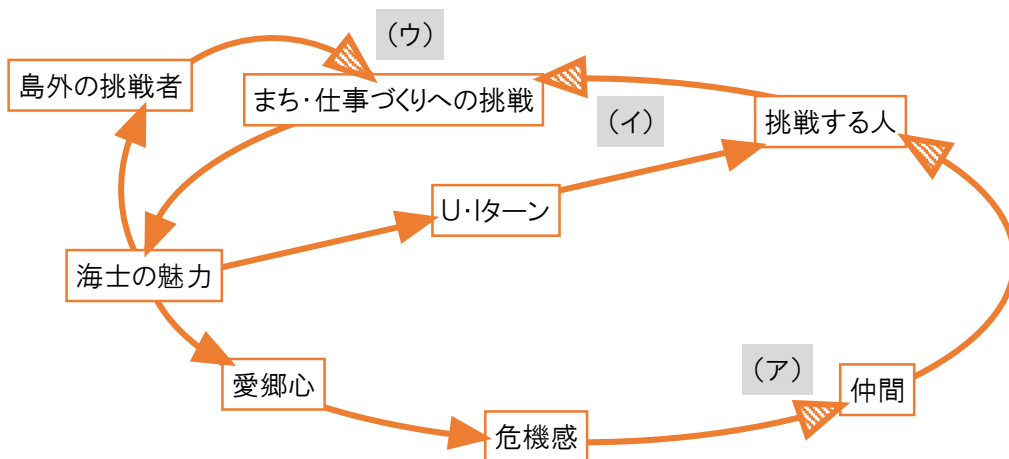 (ウ)
島外の挑戦者
まち・仕事づくりへの挑戦
(イ)
挑戦する人
U・Iターン
海士の魅力
愛郷心
(ア)
仲間
危機感